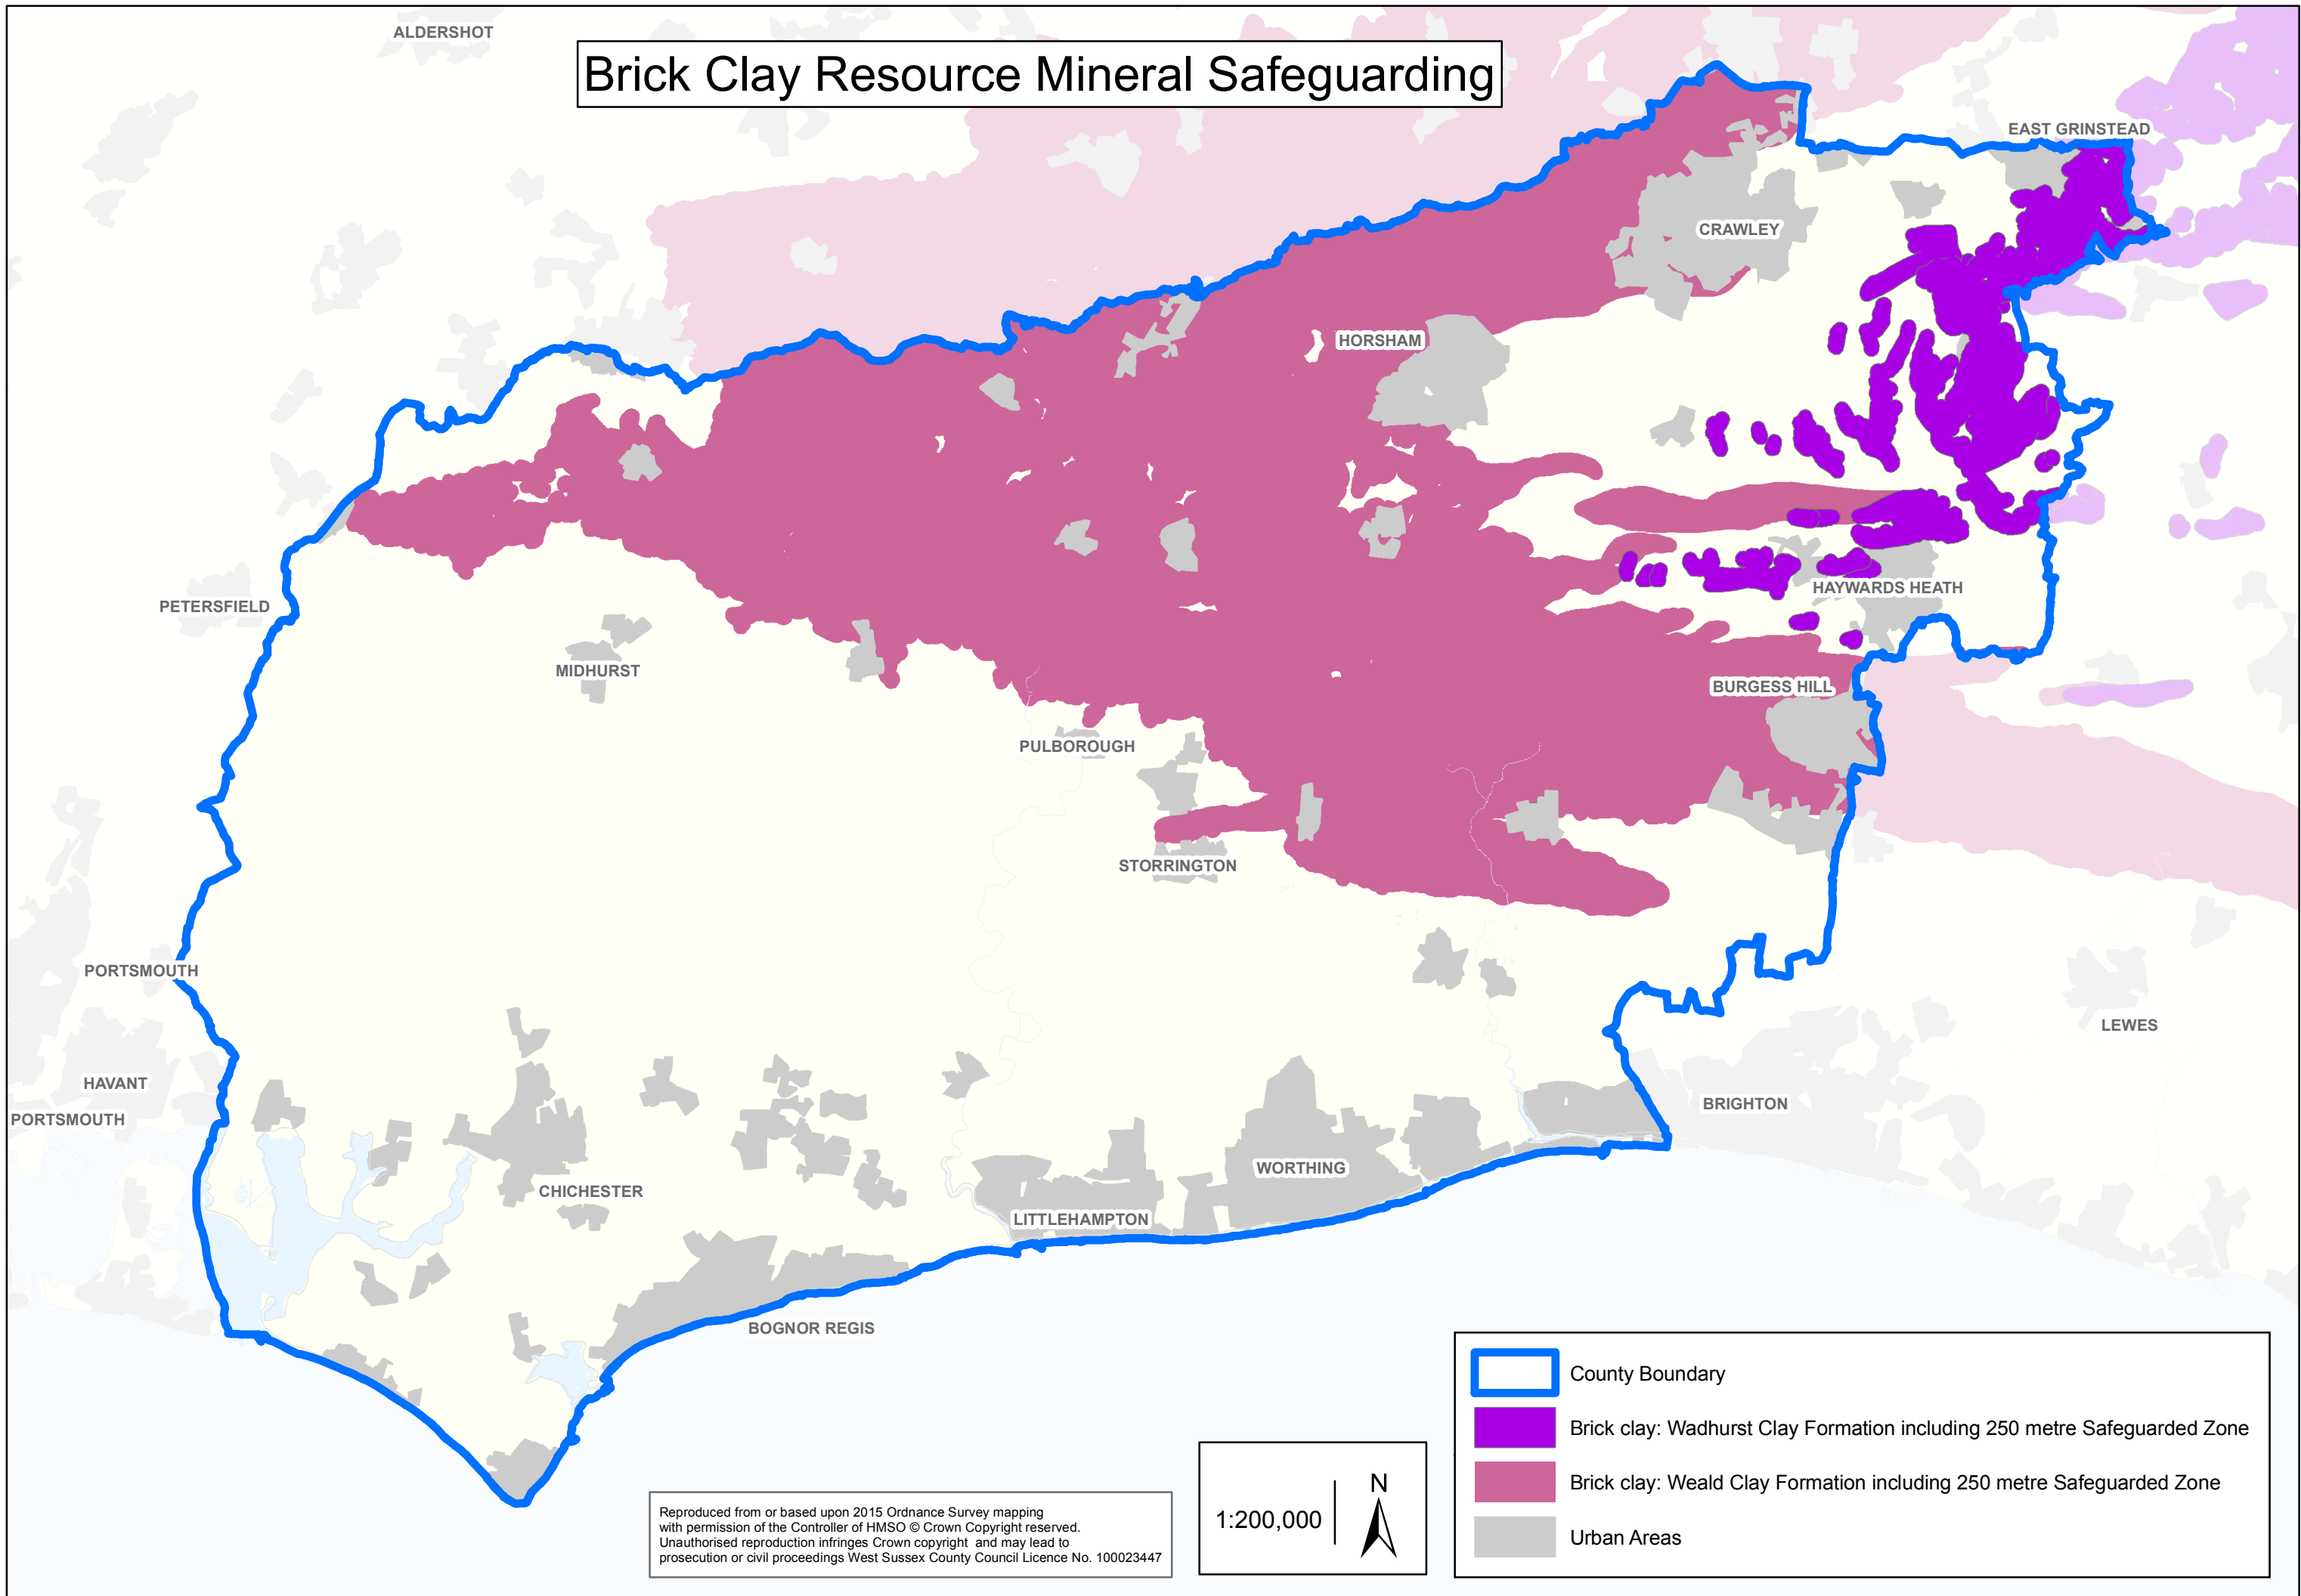 ALDERSHOT
Brick Clay Resource Mineral Safeguarding
EAST GRINSTEAD
CRAWLEY
HORSHAM
PETERSFIELD
HAYWARDS HEATH
MIDHURST
BURGESS HILL
PULBOROUGH
STORRINGTON
PORTSMOUTH
LEWES
HAVANT
BRIGHTON
PORTSMOUTH
WORTHING
CHICHESTER
LITTLEHAMPTON
BOGNOR REGIS
County Boundary
Brick clay: Wadhurst Clay Formation including 250 metre Safeguarded Zone
Brick clay: Weald Clay Formation including 250 metre Safeguarded Zone
Urban Areas
N
1:200,000
Reproduced from or based upon 2015 Ordnance Survey mapping
with permission of the Controller of HMSO © Crown Copyright reserved.
Unauthorised reproduction infringes Crown copyright and may lead to
prosecution or civil proceedings West Sussex County Council Licence No. 100023447